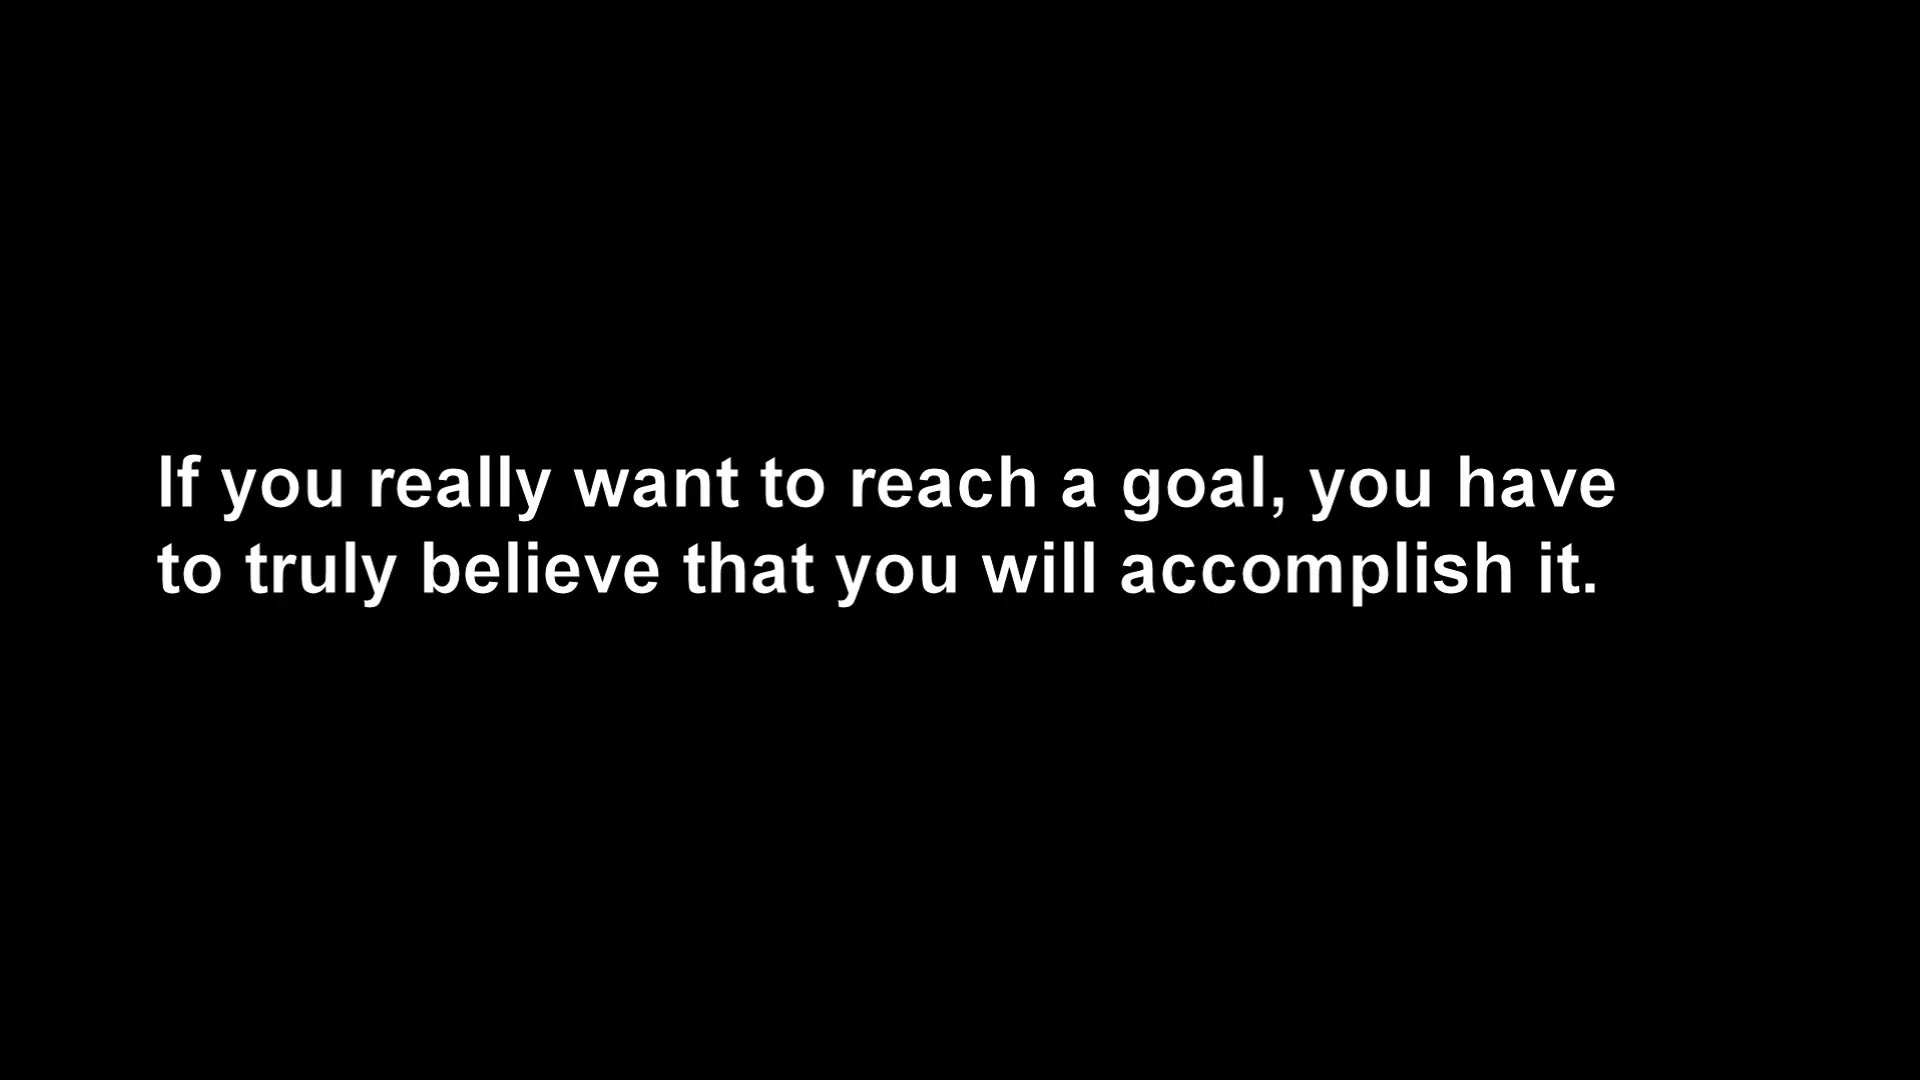 If you really want to reach a goal, you have
to truly believe that you will accomplish it.